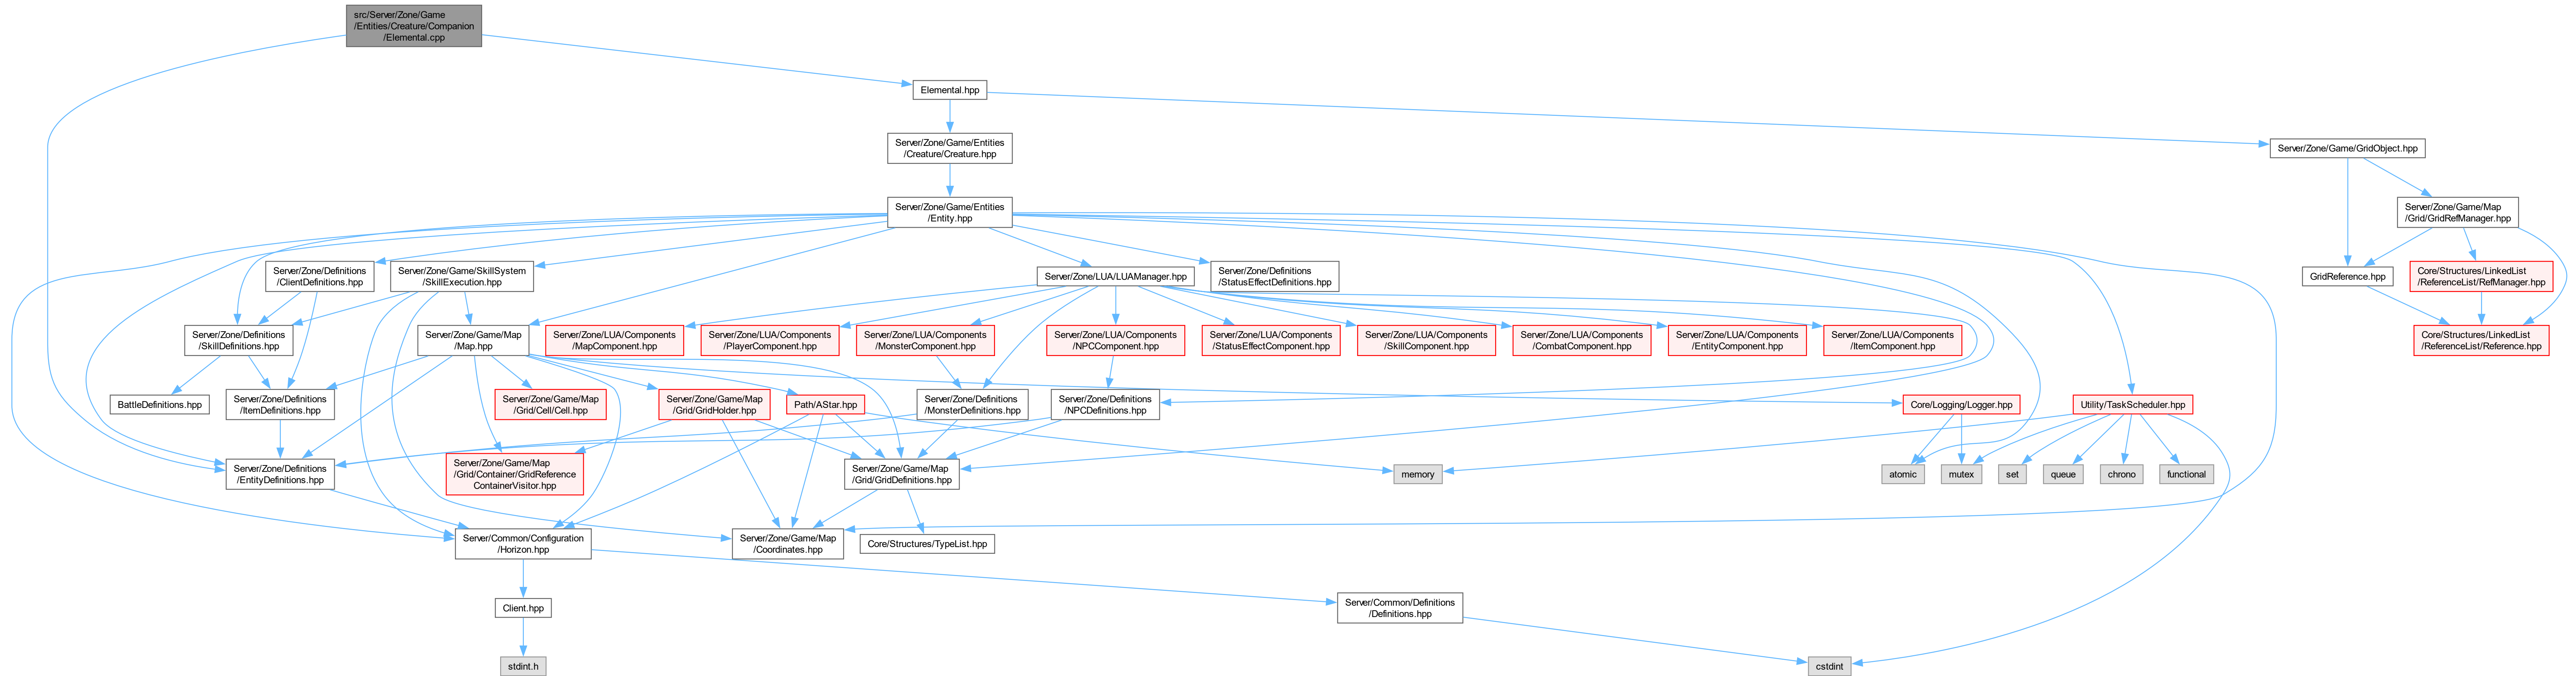 src/Server/Zone/Game
/Entities/Creature/Companion
/Elemental.cpp
Elemental.hpp
Server/Zone/Game/Entities
/Creature/Creature.hpp
Server/Zone/Game/GridObject.hpp
Server/Zone/Game/Entities
/Entity.hpp
Server/Zone/Game/Map
/Grid/GridRefManager.hpp
Server/Zone/Definitions
/ClientDefinitions.hpp
Server/Zone/Game/SkillSystem
/SkillExecution.hpp
Server/Zone/LUA/LUAManager.hpp
Server/Zone/Definitions
/StatusEffectDefinitions.hpp
GridReference.hpp
Core/Structures/LinkedList
/ReferenceList/RefManager.hpp
Server/Zone/Definitions
/SkillDefinitions.hpp
Server/Zone/Game/Map
/Map.hpp
Server/Zone/LUA/Components
/MapComponent.hpp
Server/Zone/LUA/Components
/PlayerComponent.hpp
Server/Zone/LUA/Components
/MonsterComponent.hpp
Server/Zone/LUA/Components
/NPCComponent.hpp
Server/Zone/LUA/Components
/StatusEffectComponent.hpp
Server/Zone/LUA/Components
/SkillComponent.hpp
Server/Zone/LUA/Components
/CombatComponent.hpp
Server/Zone/LUA/Components
/EntityComponent.hpp
Server/Zone/LUA/Components
/ItemComponent.hpp
Core/Structures/LinkedList
/ReferenceList/Reference.hpp
BattleDefinitions.hpp
Server/Zone/Definitions
/ItemDefinitions.hpp
Server/Zone/Game/Map
/Grid/Cell/Cell.hpp
Server/Zone/Game/Map
/Grid/GridHolder.hpp
Path/AStar.hpp
Server/Zone/Definitions
/MonsterDefinitions.hpp
Server/Zone/Definitions
/NPCDefinitions.hpp
Core/Logging/Logger.hpp
Utility/TaskScheduler.hpp
Server/Zone/Definitions
/EntityDefinitions.hpp
Server/Zone/Game/Map
/Grid/Container/GridReference
ContainerVisitor.hpp
Server/Zone/Game/Map
/Grid/GridDefinitions.hpp
memory
atomic
mutex
set
queue
chrono
functional
Server/Common/Configuration
/Horizon.hpp
Server/Zone/Game/Map
/Coordinates.hpp
Core/Structures/TypeList.hpp
Client.hpp
Server/Common/Definitions
/Definitions.hpp
stdint.h
cstdint